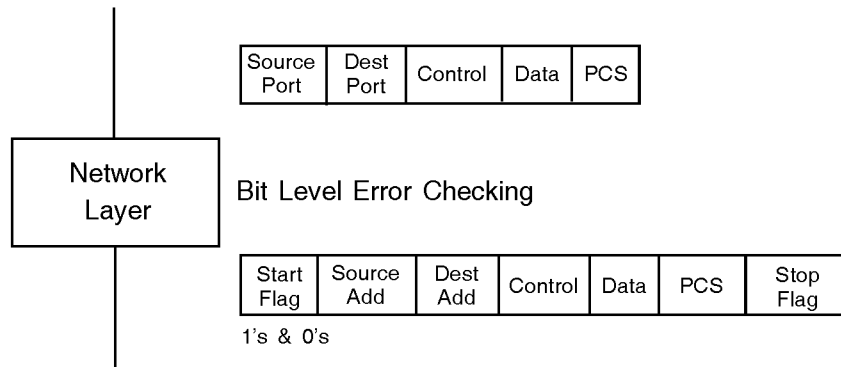 Source Port
Dest Port
Control
Data
PCS
Network
Layer
Bit Level Error Checking
Start Flag
Source Add
Dest Add
Control
Data
PCS
Stop Flag
1's & 0's